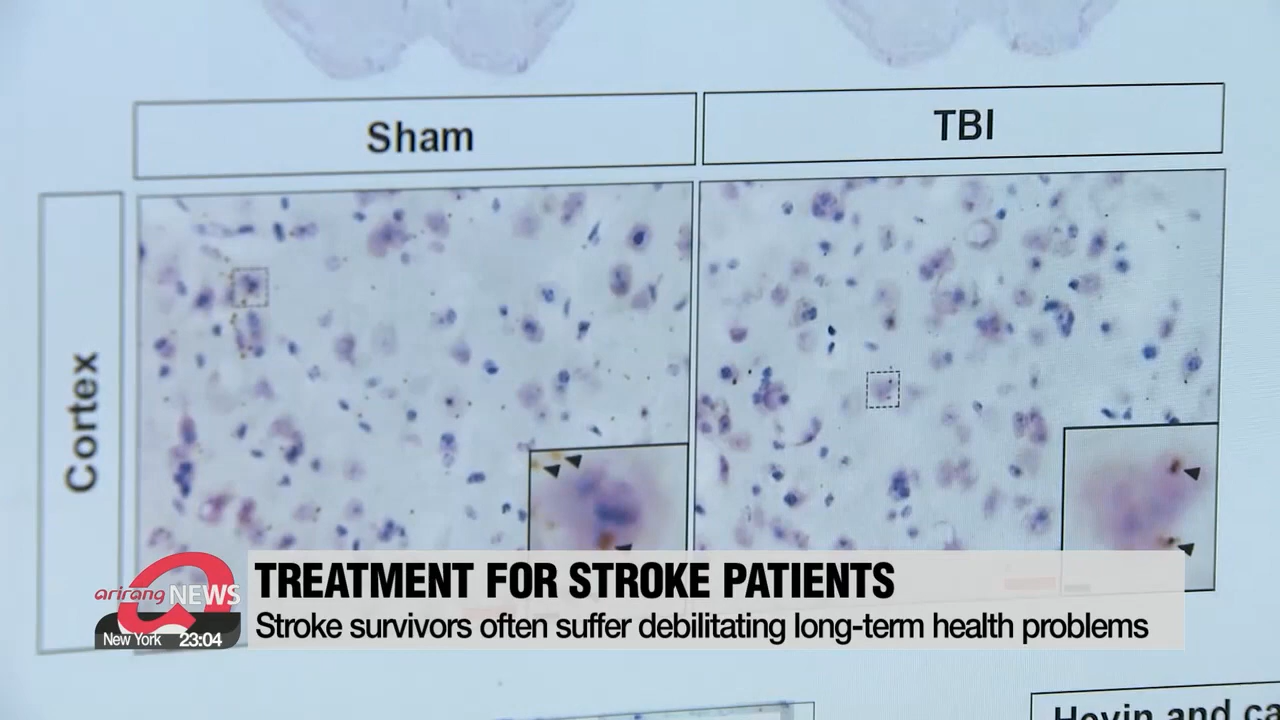 Sham
TBI
Cortex
arirang NEWS
New York 23:04
TREATMENT FOR STROKE PATIENTS
Stroke survivors often suffer debilitating long-term health problems
and